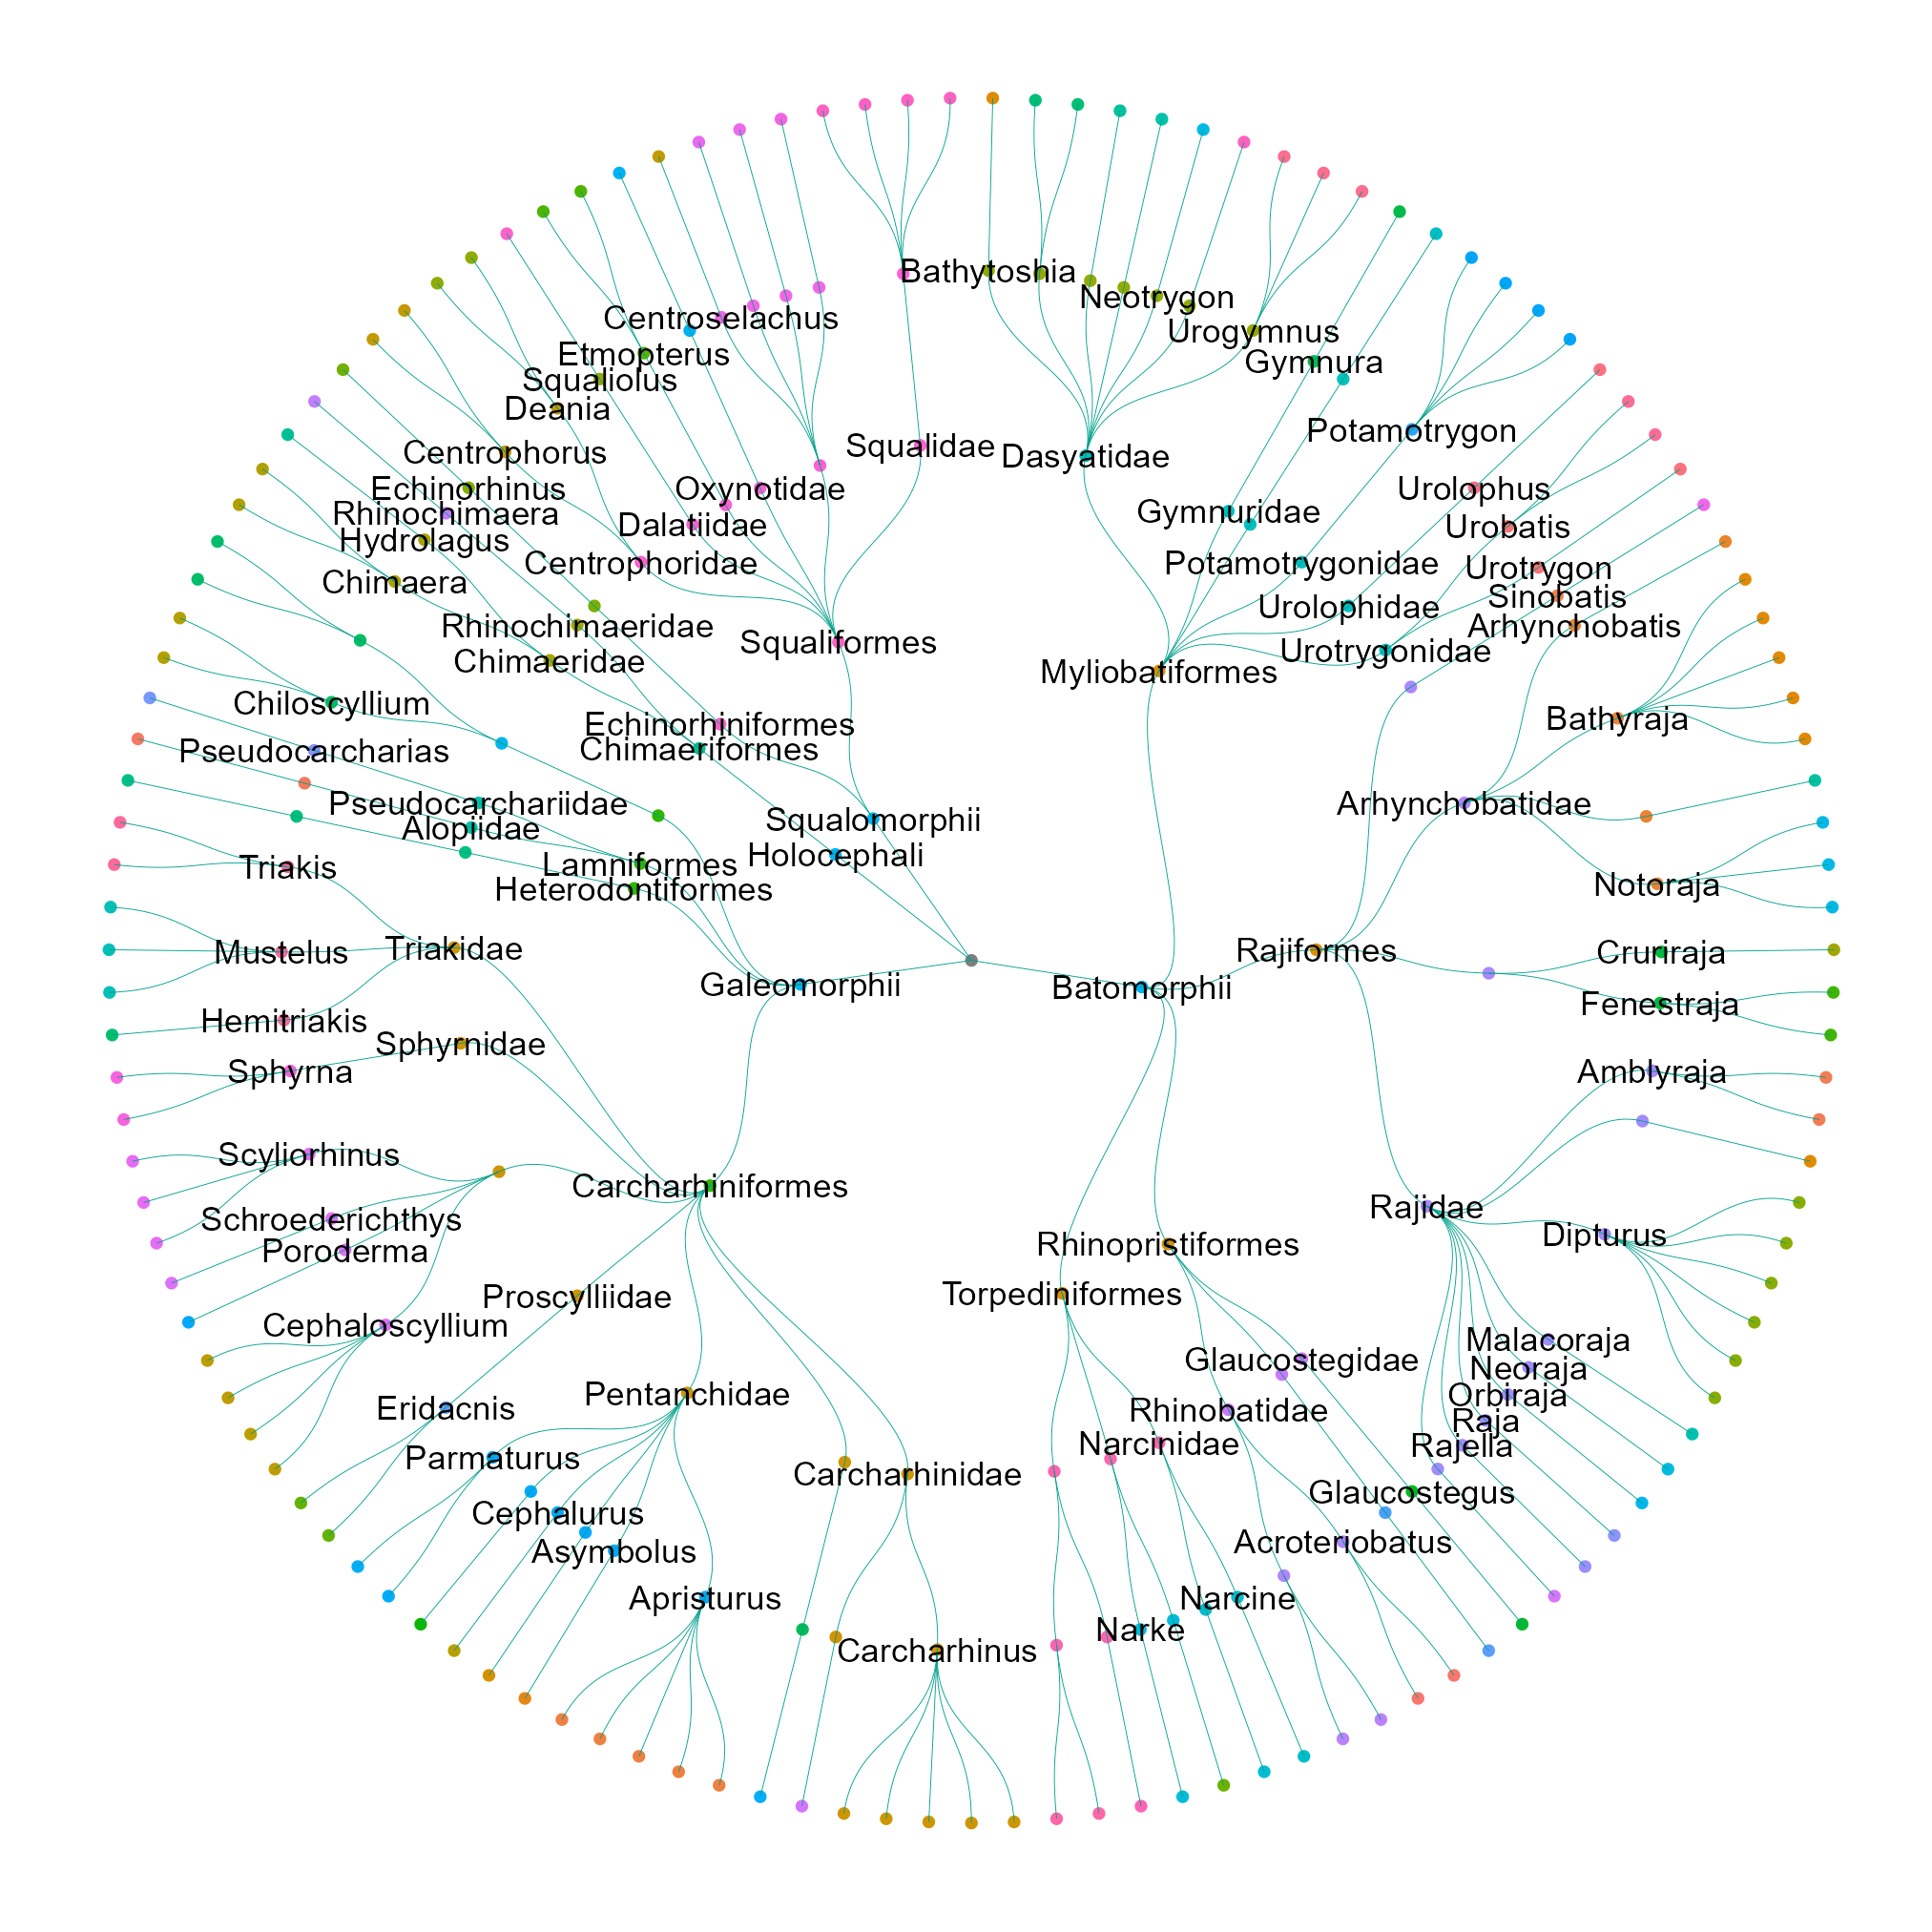 Bathytoshia
Neotrygon
Centroselachus
Urogymnus
Etmopterus
Gymnura
Squaliolus
Deania
Potamotrygon
Squalidae
Centrophorus
Dasyatidae
Echinorhinus
Oxynotidae
Urolophus
Rhinochimaera
Gymnuridae
Dalatiidae
Urobatis
Hydrolagus
Centrophoridae
Potamotrygonidae
Urotrygon
Chimaera
Sinobatis
Urolophidae
Rhinochimaeridae
Arhynchobatis
Squaliformes
Urotrygonidae
Chimaeridae
Myliobatiformes
Chiloscyllium
Bathyraja
Echinorhiniformes
Chimaeriformes
Pseudocarcharias
Pseudocarchariidae
Arhynchobatidae
Squalomorphii
Alopiidae
Holocephali
Lamniformes
Triakis
Heterodontiformes
Notoraja
Triakidae
Rajiformes
Mustelus
Cruriraja
Galeomorphii
Batomorphii
Fenestraja
Hemitriakis
Sphyrnidae
Sphyrna
Amblyraja
Scyliorhinus
Carcharhiniformes
Rajidae
Schroederichthys
Dipturus
Rhinopristiformes
Poroderma
Torpediniformes
Proscylliidae
Cephaloscyllium
Malacoraja
Glaucostegidae
Neoraja
Pentanchidae
Orbiraja
Eridacnis
Rhinobatidae
Raja
Narcinidae
Rajella
Parmaturus
Carcharhinidae
Glaucostegus
Cephalurus
Acroteriobatus
Asymbolus
Apristurus
Narcine
Narke
Carcharhinus